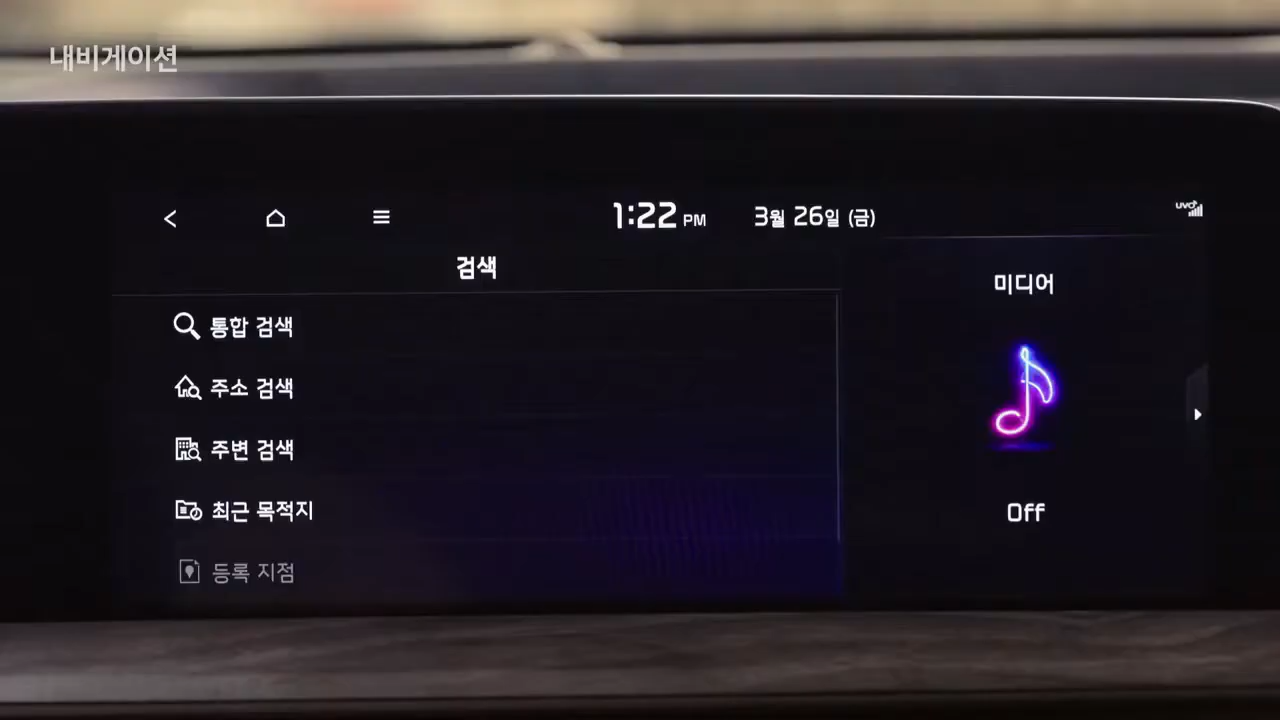 내비게이션
1:22 PM 3월 26일 (금)
UVO
검색
미디어
통합 검색
주소 검색
주변 검색
최근 목적지
등록 지점
Off